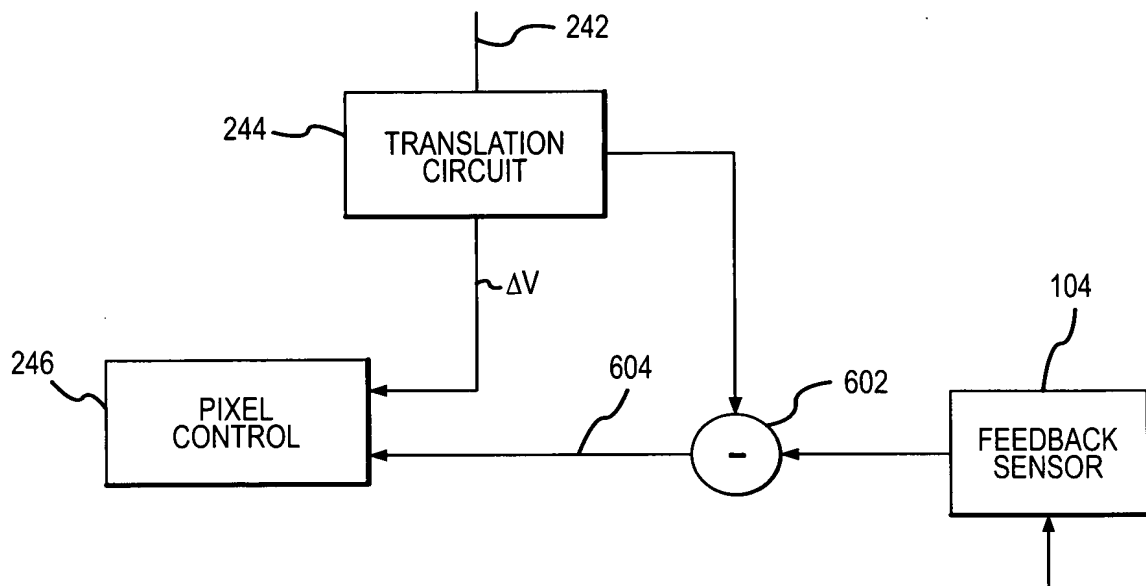 242
244
TRANSLATION
CIRCUIT
ΔV
104
246
604
602
PIXEL
CONTROL
-
FEEDBACK
SENSOR